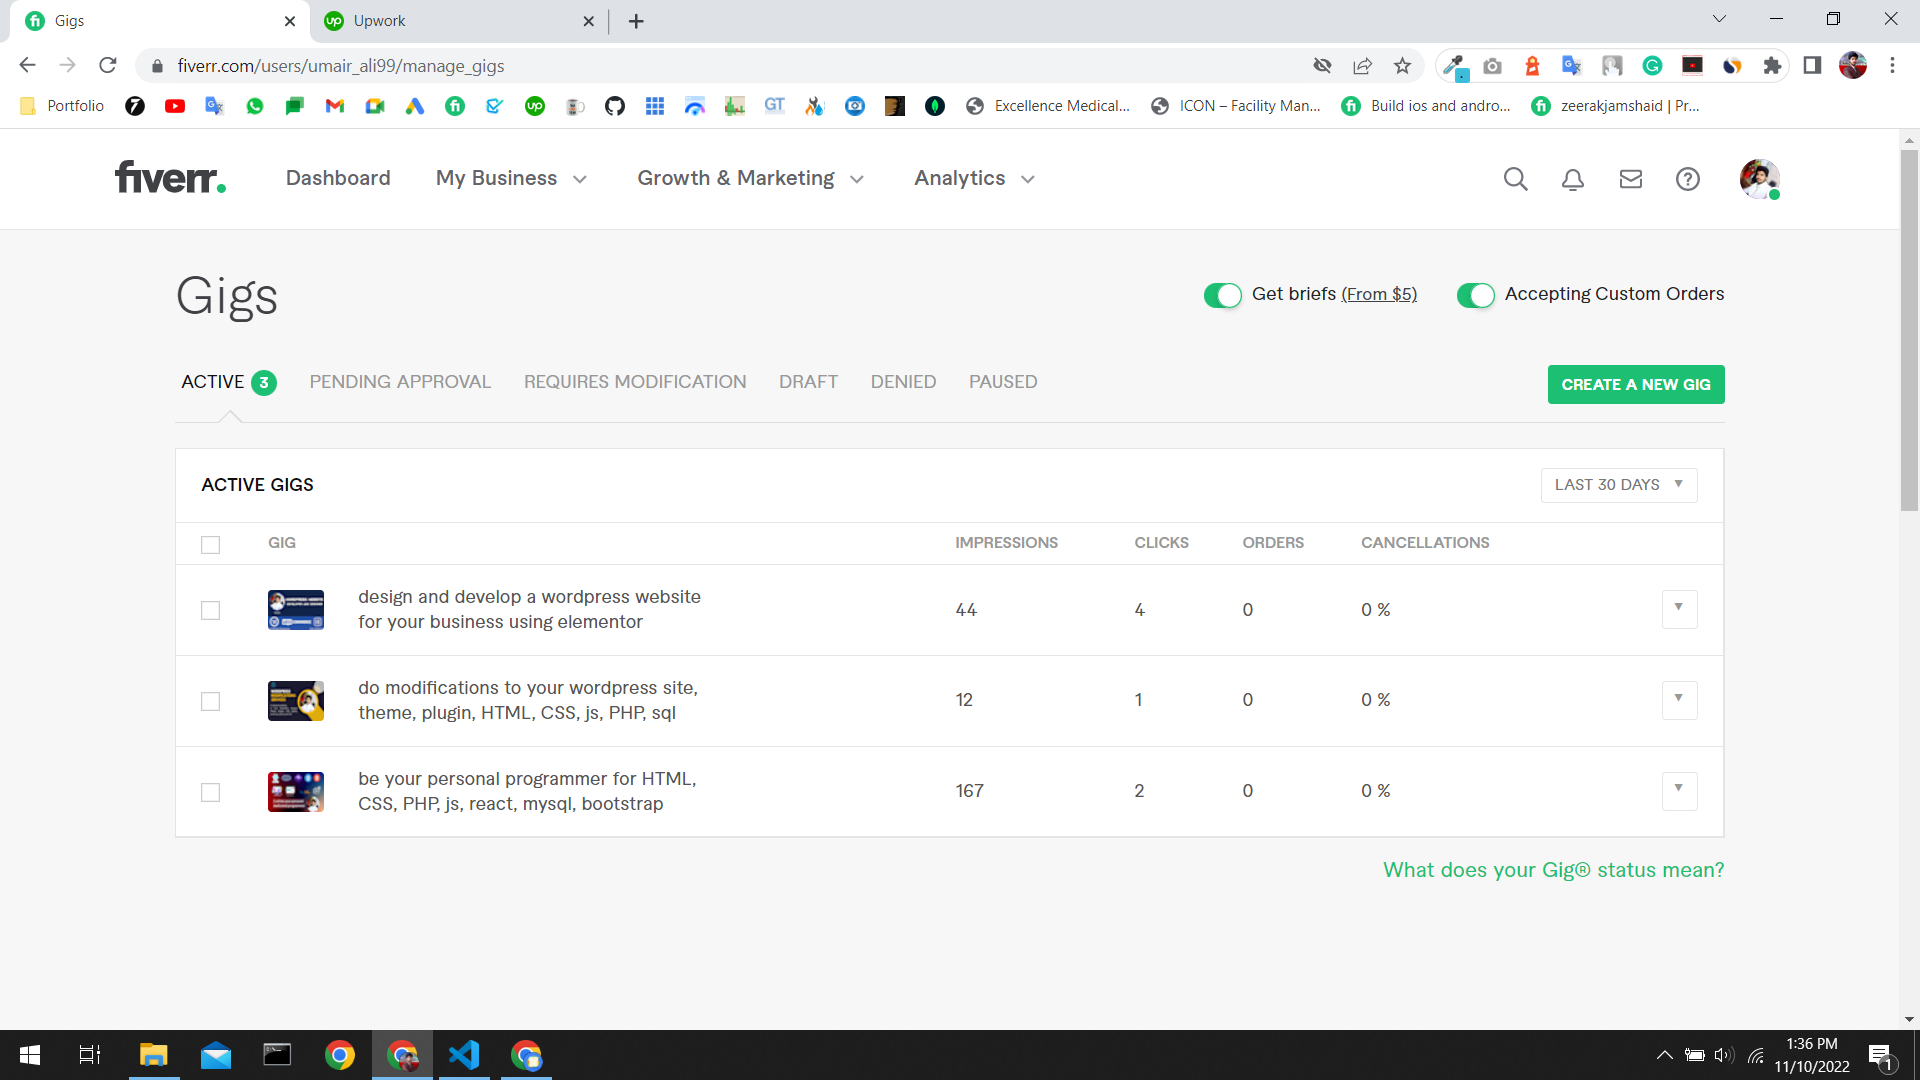 Gigs
Upwork
fiverr.com/users/umair_ali99/manage_gigs
Portfolio
GT
Excellence Medical...
ICON – Facility Man...
Build ios and andro...
zeerakjamshaid | Pr...
fiverr.
Dashboard
My Business
Growth & Marketing
Analytics
Gigs
Get briefs (From $5)
Accepting Custom Orders
ACTIVE 3
PENDING APPROVAL
REQUIRES MODIFICATION
DRAFT
DENIED
PAUSED
CREATE A NEW GIG
ACTIVE GIGS
LAST 30 DAYS
GIG IMPRESSIONS CLICKS ORDERS CANCELLATIONS
design and develop a wordpress website
for your business using elementor
44 4 0 0 %
do modifications to your wordpress site,
theme, plugin, HTML, CSS, js, PHP, sql
12 1 0 0 %
be your personal programmer for HTML,
CSS, PHP, js, react, mysql, bootstrap
167 2 0 0 %
What does your Gig® status mean?
1:36 PM
11/10/2022
1